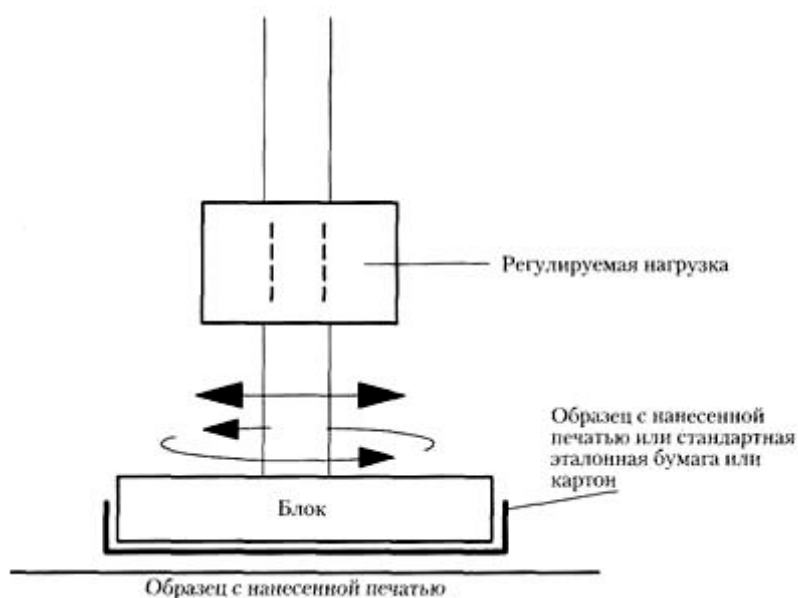 Регулируемая нагрузка
Образец с нанесенной
печатью или стандартная
эталонная бумага или
картон
Блок
Образец с нанесенной печатью